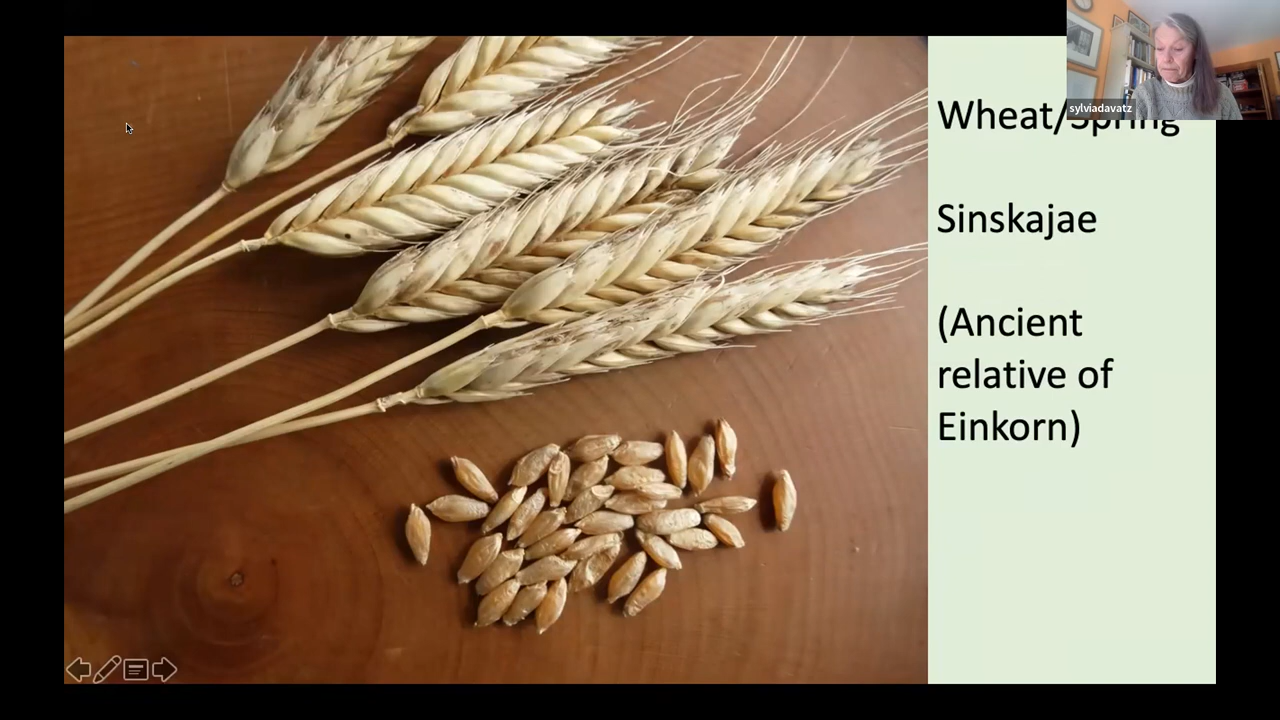 sylviadavatz
Wheat/Spring
Sinskajae
(Ancient
relative of
Einkorn)